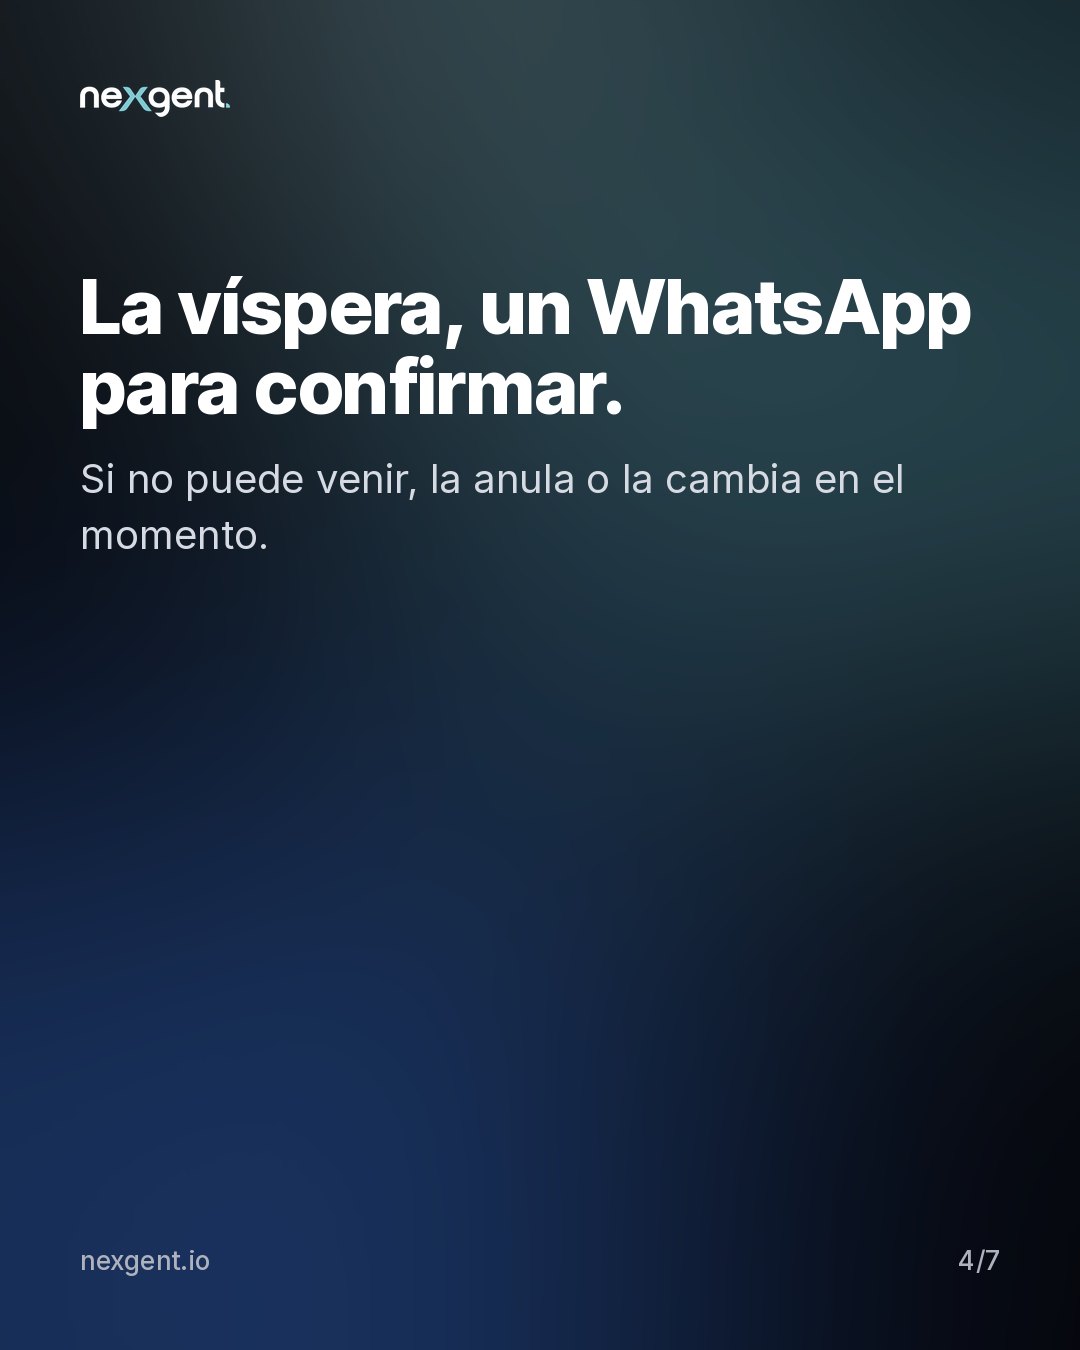 nexgent.
La víspera, un WhatsApp
para confirmar.
Si no puede venir, la anula o la cambia en el
momento.
nexgent.io
4/7